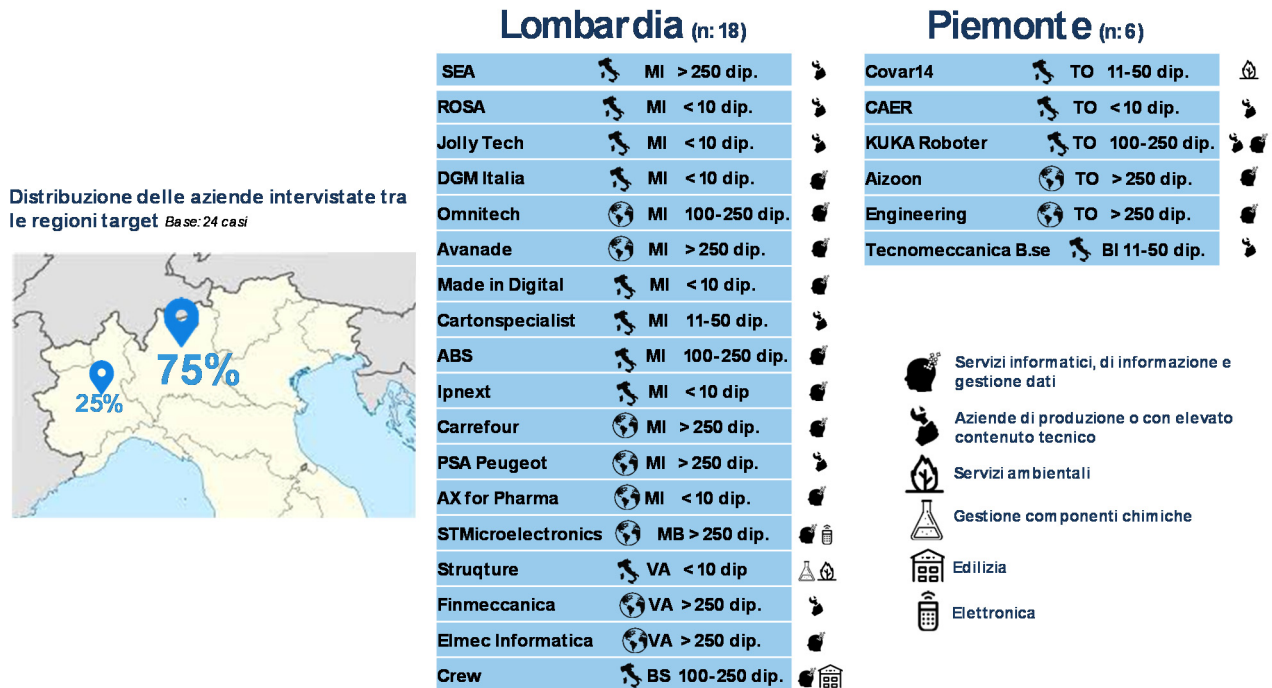 Distribuzione delle aziende intervistate tra
le regioni target Base: 24 casi
75%
25%
Lombardia (n: 18)
SEA MI > 250 dip.
ROSA MI < 10 dip.
Jolly Tech MI < 10 dip.
DGM Italia MI < 10 dip.
Omnitech MI 100-250 dip.
Avanade MI > 250 dip.
Made in Digital MI < 10 dip.
Cartonspecialist MI 11-50 dip.
ABS MI 100-250 dip.
Ipnext MI < 10 dip
Carrefour MI > 250 dip.
PSA Peugeot MI > 250 dip.
AX for Pharma MI < 10 dip.
STMicroelectronics MB > 250 dip.
Struqture VA < 10 dip
Finmeccanica VA > 250 dip.
Elmec Informatica VA > 250 dip.
Crew BS 100-250 dip.
Piemonte (n: 6)
Covar14 TO 11-50 dip.
CAER TO < 10 dip.
KUKA Roboter TO 100-250 dip.
Aizoon TO > 250 dip.
Engineering TO > 250 dip.
Tecnomeccanica B.se BI 11-50 dip.
Servizi informatici, di informazione e
gestione dati
Aziende di produzione o con elevato
contenuto tecnico
Servizi ambientali
Gestione componenti chimiche
Edilizia
Elettronica